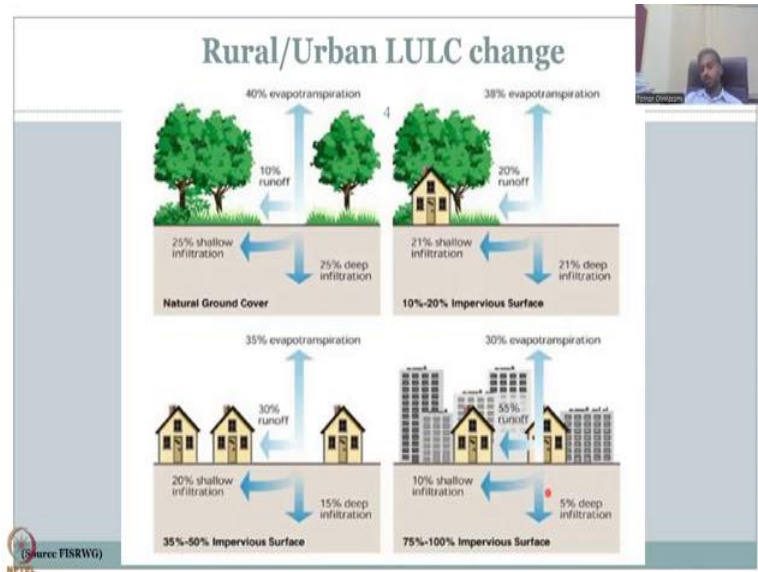 Rural/Urban LULC change
4
40% evapotranspiration
10%
runoff
25% shallow
infiltration
25% deep
infiltration
Natural Ground Cover
38% evapotranspiration
20%
runoff
21% shallow
infiltration
21% deep
infiltration
10%-20% Impervious Surface
35% evapotranspiration
30%
runoff
20% shallow
infiltration
15% deep
infiltration
35%-50% Impervious Surface
30% evapotranspiration
55%
runoff
10% shallow
infiltration
5% deep
infiltration
75%-100% Impervious Surface
(Source FISRWG)
NPTEL